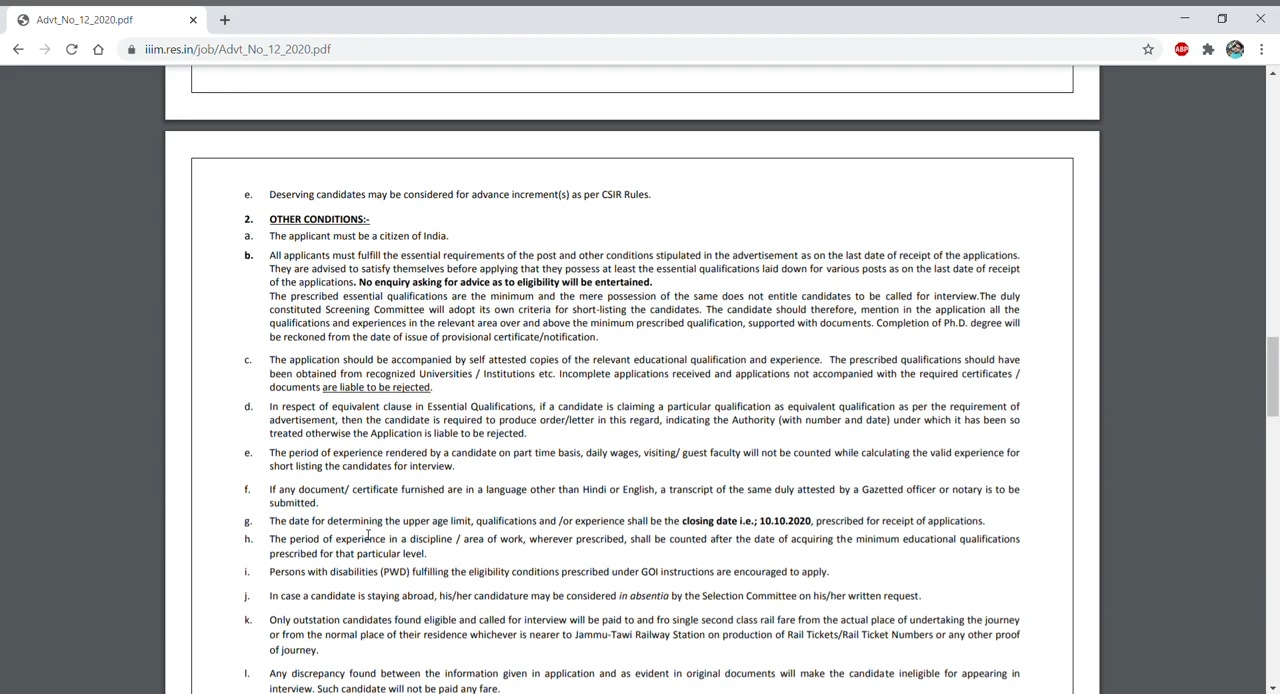 Advt_No_12_2020.pdf
iiim.res.in/job/Advt_No_12_2020.pdf
ABP
e. Deserving candidates may be considered for advance increment(s) as per CSIR Rules.
2. OTHER CONDITIONS:-
a. The applicant must be a citizen of India.
b. All applicants must fulfill the essential requirements of the post and other conditions stipulated in the advertisement as on the last date of receipt of the applications.
They are advised to satisfy themselves before applying that they possess at least the essential qualifications laid down for various posts as on the last date of receipt
of the applications. No enquiry asking for advice as to eligibility will be entertained.
The prescribed essential qualifications are the minimum and the mere possession of the same does not entitle candidates to be called for interview.The duly
constituted Screening Committee will adopt its own criteria for short-listing the candidates. The candidate should therefore, mention in the application all the
qualifications and experiences in the relevant area over and above the minimum prescribed qualification, supported with documents. Completion of Ph.D. degree will
be reckoned from the date of issue of provisional certificate/notification.
c. The application should be accompanied by self attested copies of the relevant educational qualification and experience. The prescribed qualifications should have
been obtained from recognized Universities / Institutions etc. Incomplete applications received and applications not accompanied with the required certificates /
documents are liable to be rejected.
d. In respect of equivalent clause in Essential Qualifications, if a candidate is claiming a particular qualification as equivalent qualification as per the requirement of
advertisement, then the candidate is required to produce order/letter in this regard, indicating the Authority (with number and date) under which it has been so
treated otherwise the Application is liable to be rejected.
e. The period of experience rendered by a candidate on part time basis, daily wages, visiting/ guest faculty will not be counted while calculating the valid experience for
short listing the candidates for interview.
f. If any document/ certificate furnished are in a language other than Hindi or English, a transcript of the same duly attested by a Gazetted officer or notary is to be
submitted.
g. The date for determining the upper age limit, qualifications and /or experience shall be the closing date i.e.; 10.10.2020, prescribed for receipt of applications.
h. The period of experience in a discipline / area of work, wherever prescribed, shall be counted after the date of acquiring the minimum educational qualifications
prescribed for that particular level.
i. Persons with disabilities (PWD) fulfilling the eligibility conditions prescribed under GOI instructions are encouraged to apply.
j. In case a candidate is staying abroad, his/her candidature may be considered in absentia by the Selection Committee on his/her written request.
k. Only outstation candidates found eligible and called for interview will be paid to and fro single second class rail fare from the actual place of undertaking the journey
or from the normal place of their residence whichever is nearer to Jammu-Tawi Railway Station on production of Rail Tickets/Rail Ticket Numbers or any other proof
of journey.
l. Any discrepancy found between the information given in application and as evident in original documents will make the candidate ineligible for appearing in
interview. Such candidate will not be paid any fare.